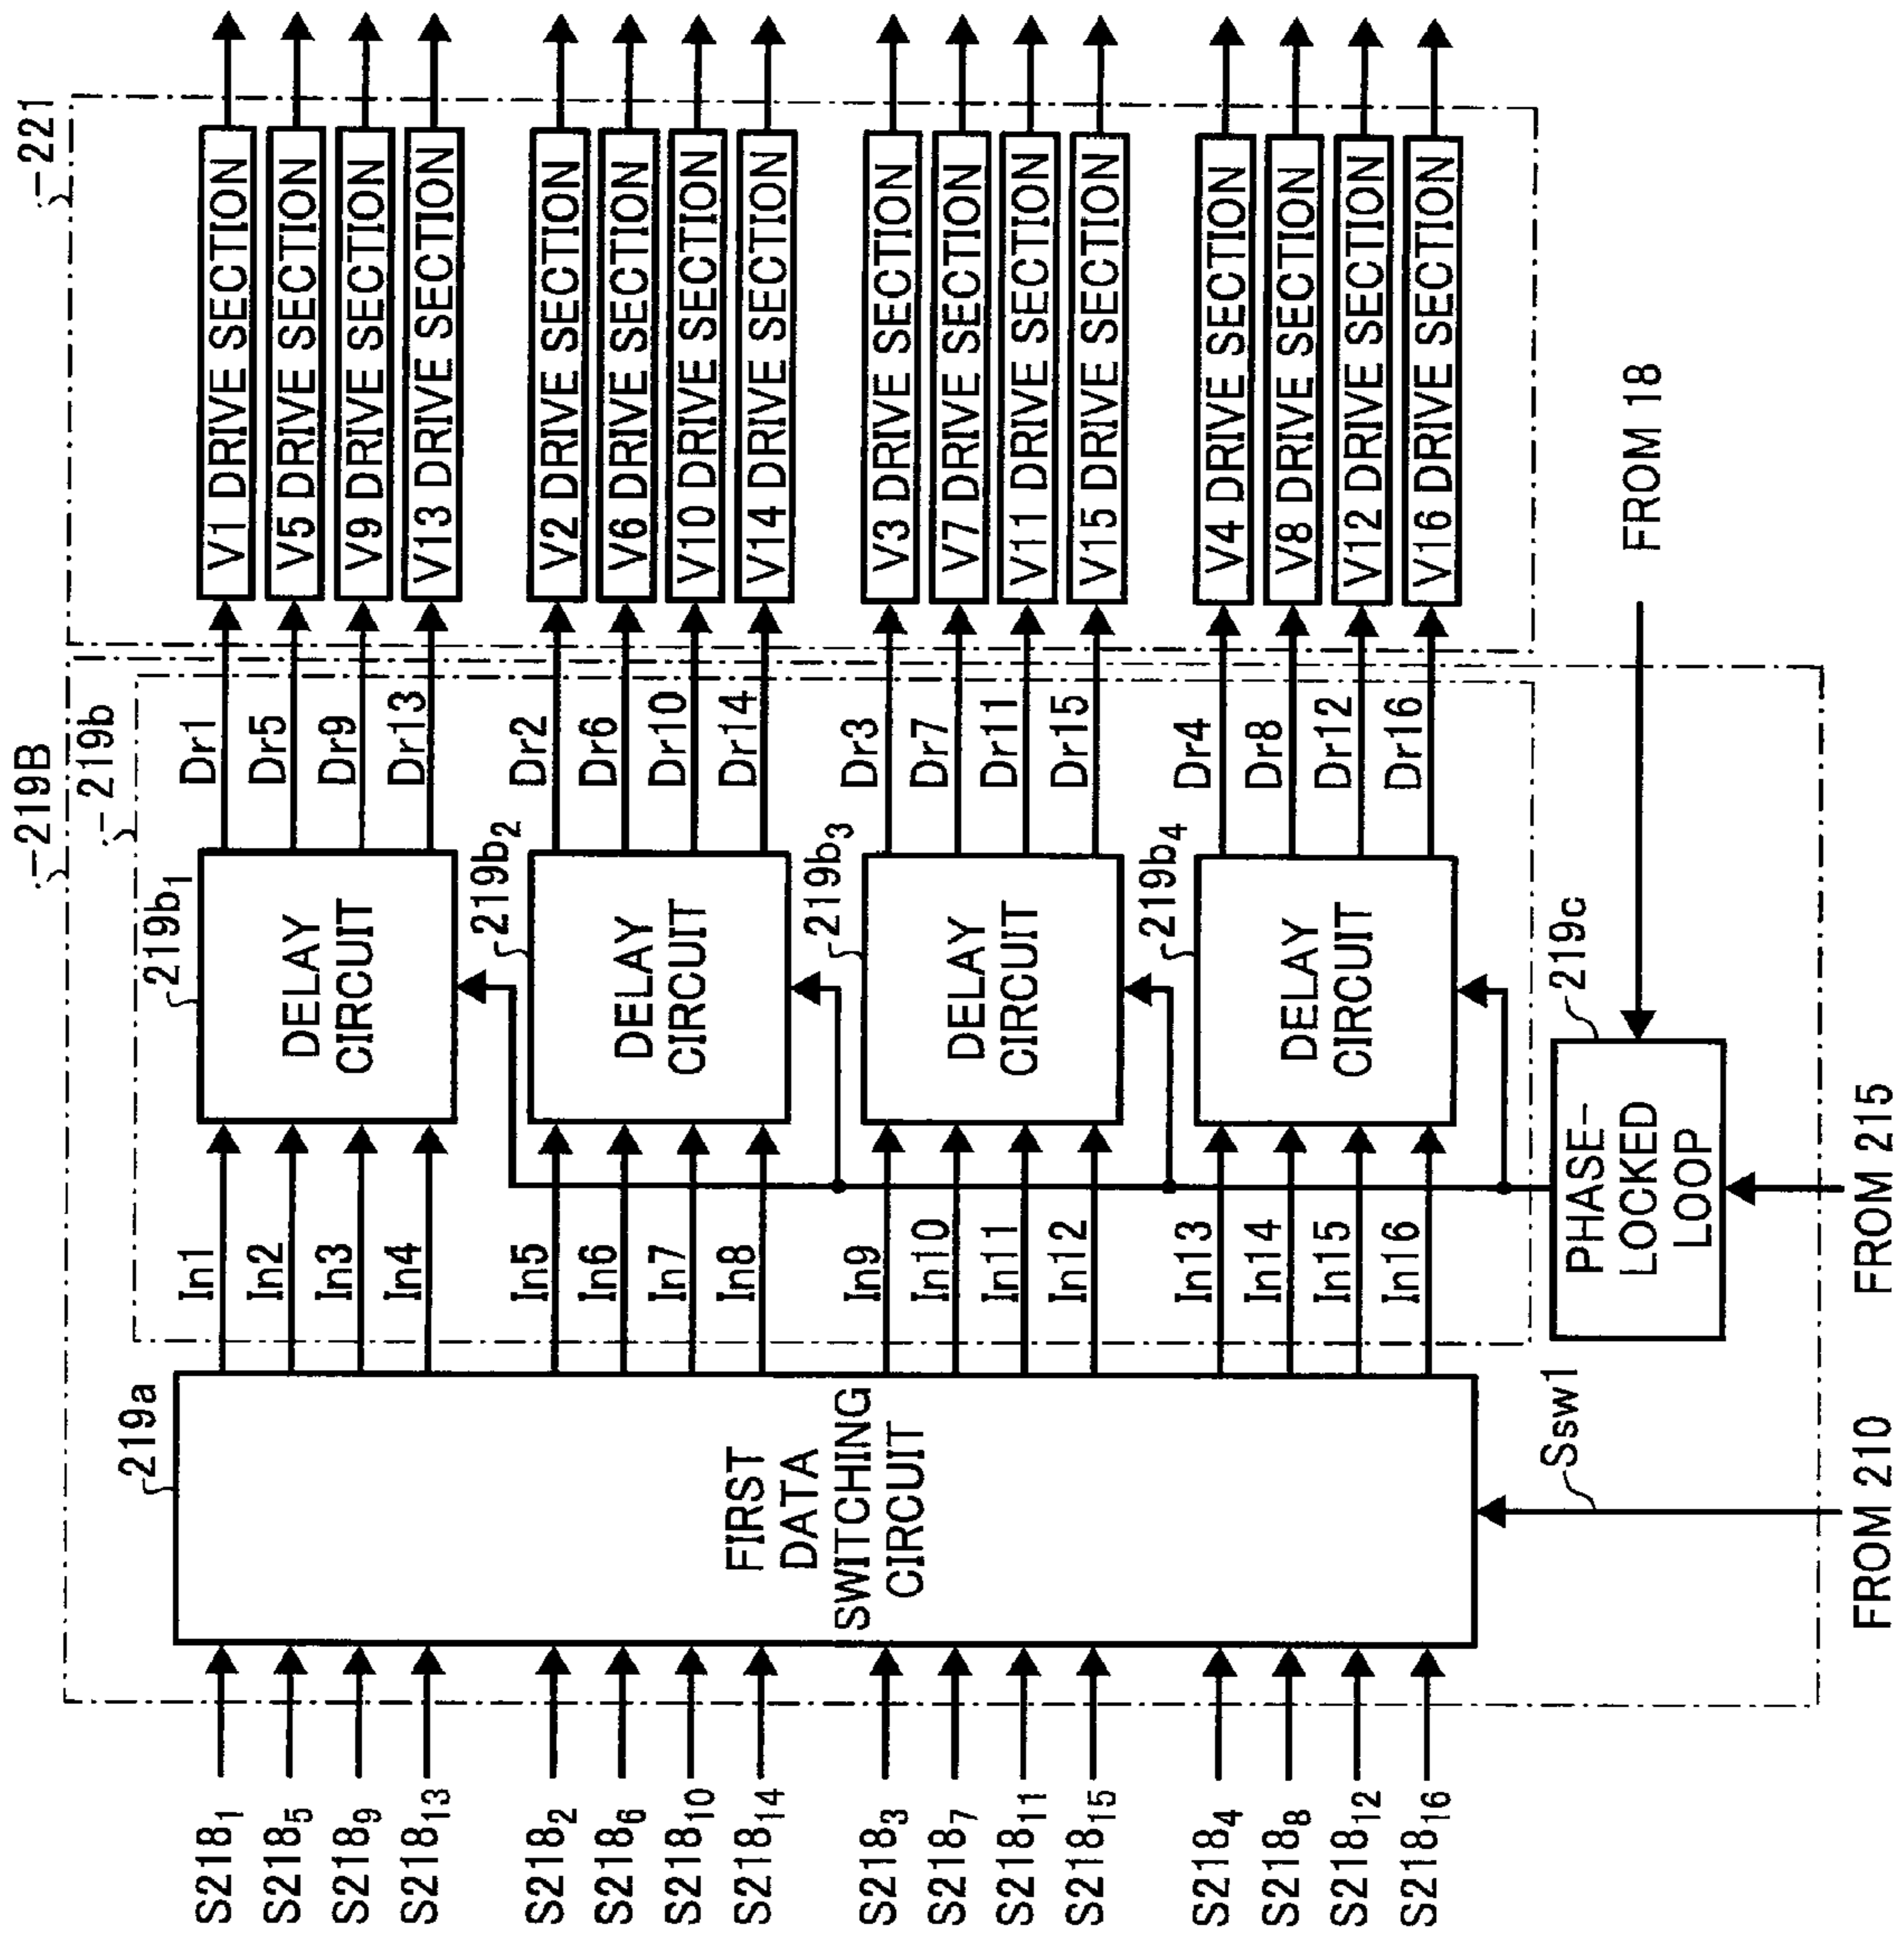 221
219B
219b
219a
219b1
219b2
219b3
219b4
219c
S2181
S2185
S2189
S21813
S2182
S2186
S21810
S21814
S2183
S2187
S21811
S21815
S2184
S2188
S21812
S21816
FIRST
DATA
SWITCHING
CIRCUIT
In1
In2
In3
In4
In5
In6
In7
In8
In9
In10
In11
In12
In13
In14
In15
In16
DELAY
CIRCUIT
DELAY
CIRCUIT
DELAY
CIRCUIT
DELAY
CIRCUIT
Dr1
Dr5
Dr9
Dr13
Dr2
Dr6
Dr10
Dr14
Dr3
Dr7
Dr11
Dr15
Dr4
Dr8
Dr12
Dr16
V1 DRIVE SECTION
V5 DRIVE SECTION
V9 DRIVE SECTION
V13 DRIVE SECTION
V2 DRIVE SECTION
V6 DRIVE SECTION
V10 DRIVE SECTION
V14 DRIVE SECTION
V3 DRIVE SECTION
V7 DRIVE SECTION
V11 DRIVE SECTION
V15 DRIVE SECTION
V4 DRIVE SECTION
V8 DRIVE SECTION
V12 DRIVE SECTION
V16 DRIVE SECTION
PHASE-
LOCKED
LOOP
Ssw1
FROM 210
FROM 215
FROM 18